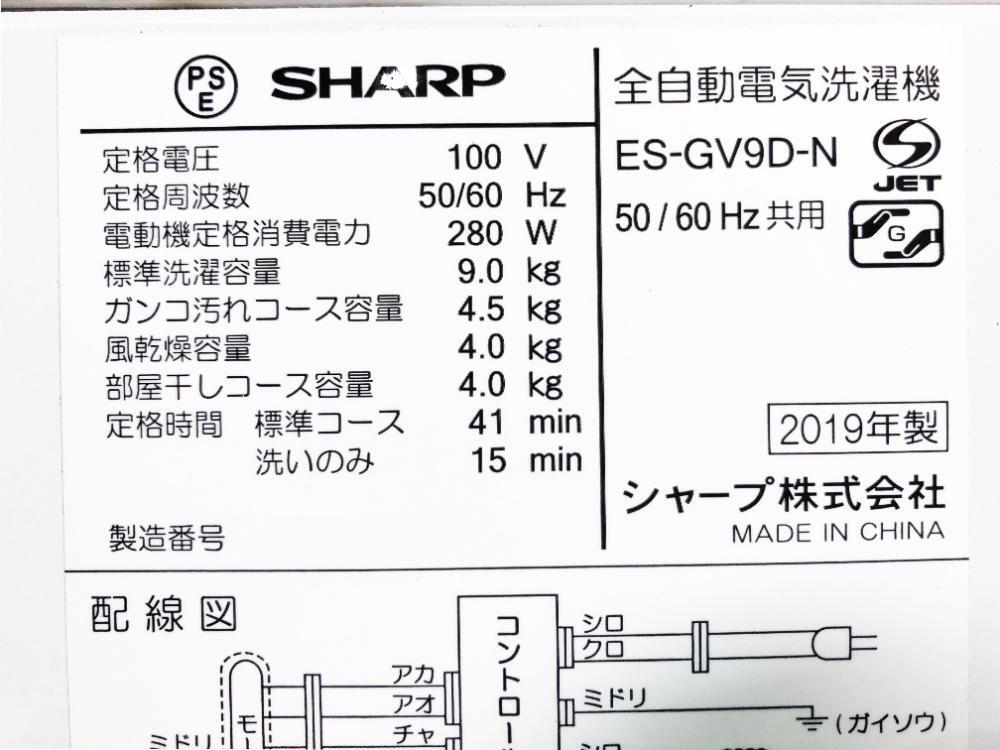 PSE SHARP
定格電圧 100 V
定格周波数 50/60 Hz
電動機定格消費電力 280 W
標準洗濯容量 9.0 kg
ガンコ汚れコース容量 4.5 kg
風乾燥容量 4.0 kg
部屋干しコース容量 4.0 kg
定格時間 標準コース 41 min
洗いのみ 15 min
製造番号
全自動電気洗濯機
ES-GV9D-N
JET
50/60 Hz 共用
G
2019年製
シャープ株式会社
MADE IN CHINA
配線図
シロ
クロ
アカ
アオ
チャ
ミドリ
(ガイソウ)
コントロー
モー
ミドリ
シロ